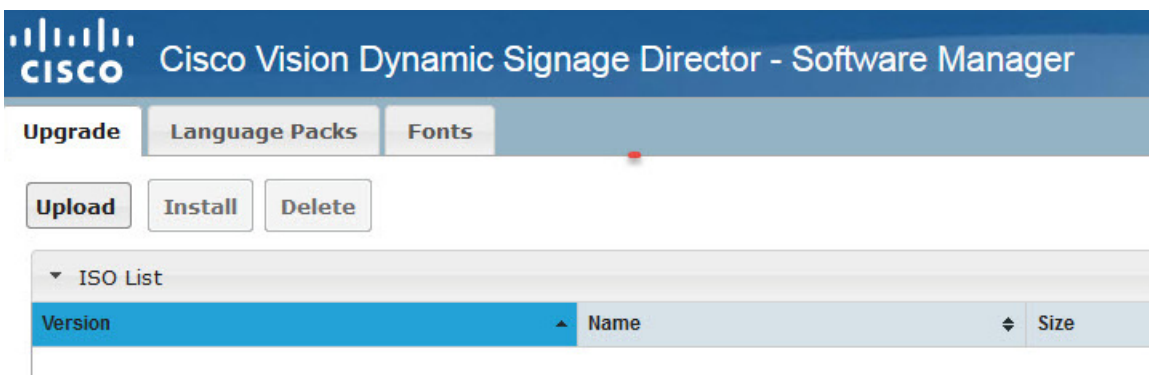 CISCO Cisco Vision Dynamic Signage Director - Software Manager
Upgrade Language Packs Fonts
Upload Install Delete
ISO List
Version Name Size